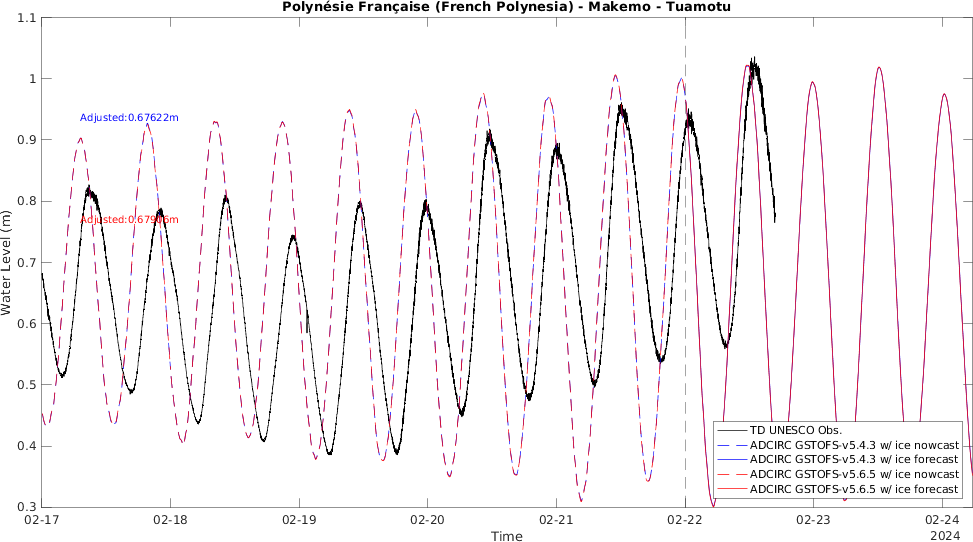 Polynésie Française (French Polynesia) - Makemo - Tuamotu
1.1
1
0.9
0.8
0.7
0.6
0.5
0.4
0.3
Water Level (m)
Adjusted:0.67622m
TD UNESCO Obs.
ADCIRC GSTOFS-v5.4.3 w/ ice nowcast
ADCIRC GSTOFS-v5.4.3 w/ ice forecast
ADCIRC GSTOFS-v5.6.5 w/ ice nowcast
ADCIRC GSTOFS-v5.6.5 w/ ice forecast
02-17
02-18
02-19
02-20
02-21
02-22
02-23
02-24
Time
2024